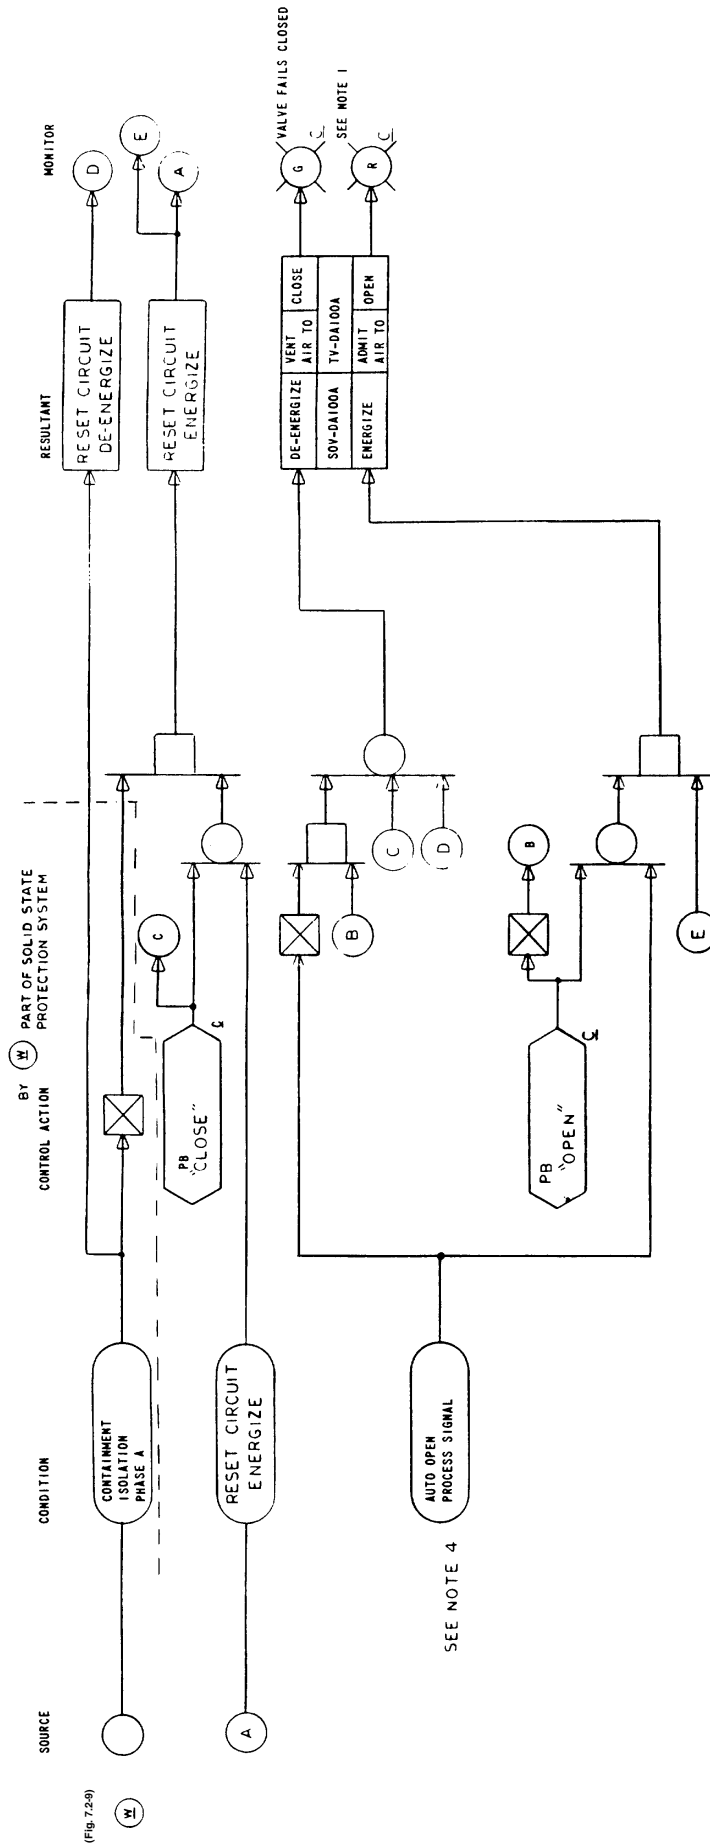 (Fig. 7.2-9)
W
SOURCE
CONDITION
CONTROL ACTION
RESULTANT
MONITOR
BY W PART OF SOLID STATE
PROTECTION SYSTEM
CONTAINMENT
ISOLATION
PHASE A
RESET CIRCUIT
DE-ENERGIZE
D
RESET CIRCUIT
ENERGIZE
E
A
PB
"CLOSE"
C
C
A
RESET CIRCUIT
ENERGIZE
B
C
D
DE-ENERGIZE
VENT
AIR TO
CLOSE
SOV-DA100A
TV-DA100A
ENERGIZE
ADMIT
AIR TO
OPEN
G
VALVE FAILS CLOSED
C
R
SEE NOTE 1
C
SEE NOTE 4
AUTO OPEN
PROCESS SIGNAL
PB
"OPEN"
C
B
E